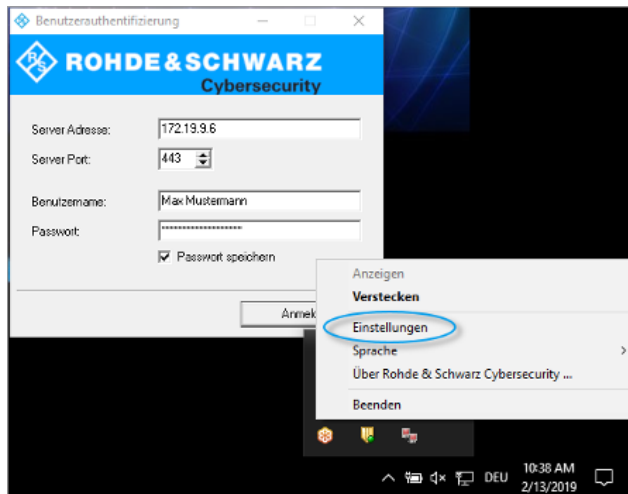 Benutzerauthentifizierung
R&S
ROHDE & SCHWARZ
Cybersecurity
Server Adresse: 172.19.9.6
Server Port: 443
Benutzername: Max Mustermann
Passwort: ********************
Passwort speichern
Anmel
Anzeigen
Verstecken
Einstellungen
Sprache
Über Rohde & Schwarz Cybersecurity ...
Beenden
DEU
10:38 AM
2/13/2019